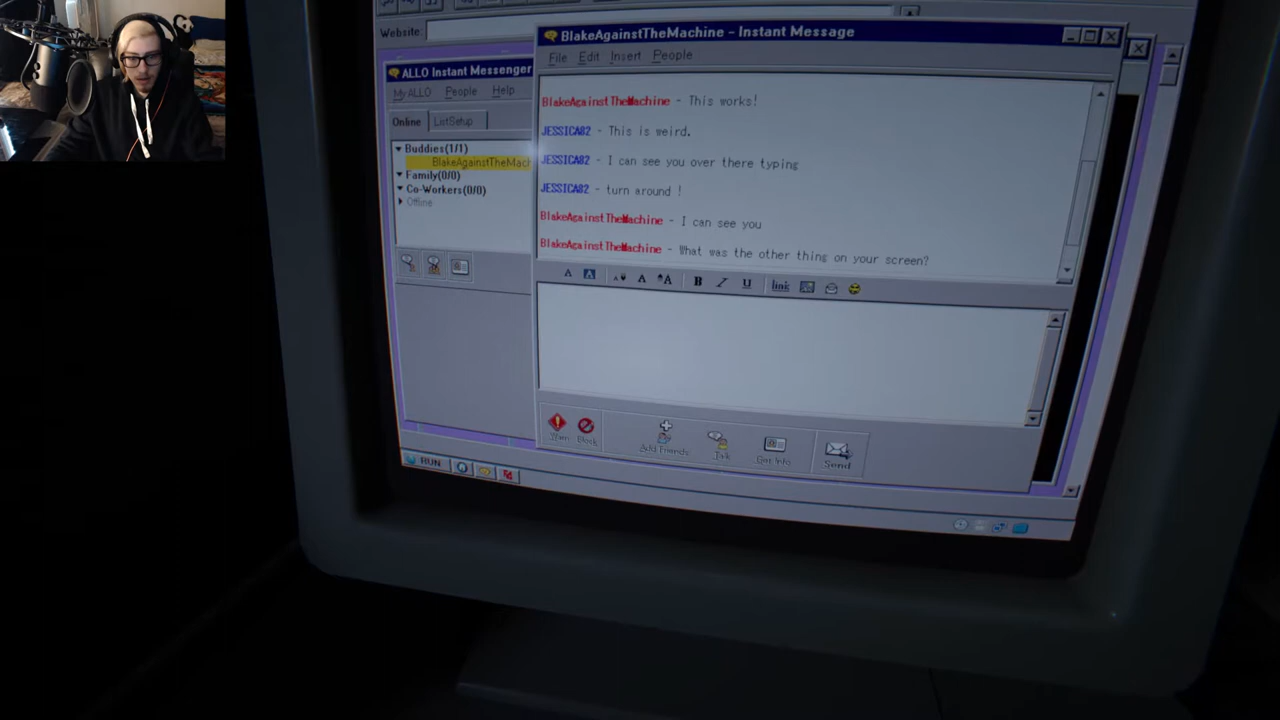 Website:
BlakeAgainstTheMachine - Instant Message
File Edit Insert People
ALLO Instant Messenger
My ALLO People Help
Online ListSetup
Buddies(1/1)
BlakeAgainstTheMach
Family(0/0)
Co-Workers(0/0)
Offline
BlakeAgainstTheMachine - This works!
JESSICA82 - This is weird.
JESSICA82 - I can see you over there typing
JESSICA82 - turn around !
BlakeAgainstTheMachine - I can see you
BlakeAgainstTheMachine - What was the other thing on your screen?
A A A A A B I U link
Warn Block Add Friends Talk Get Info Send
RUN